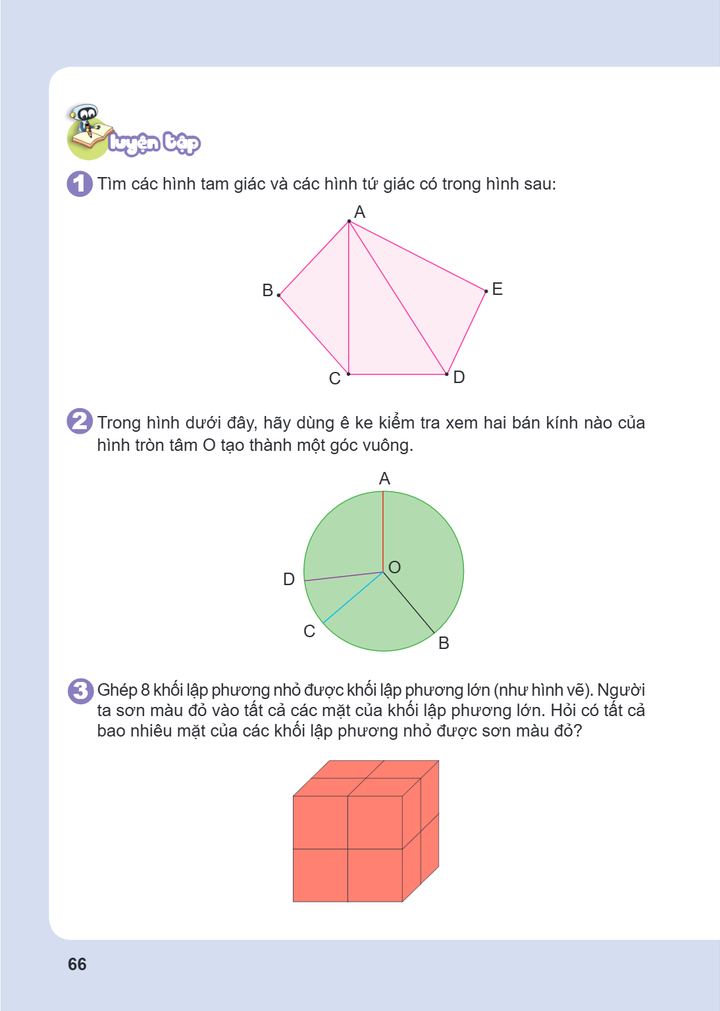 luyện tập
1 Tìm các hình tam giác và các hình tứ giác có trong hình sau:
A
B
E
C
D
2 Trong hình dưới đây, hãy dùng ê ke kiểm tra xem hai bán kính nào của
hình tròn tâm O tạo thành một góc vuông.
A
O
D
C
B
3 Ghép 8 khối lập phương nhỏ được khối lập phương lớn (như hình vẽ). Người
ta sơn màu đỏ vào tất cả các mặt của khối lập phương lớn. Hỏi có tất cả
bao nhiêu mặt của các khối lập phương nhỏ được sơn màu đỏ?
66